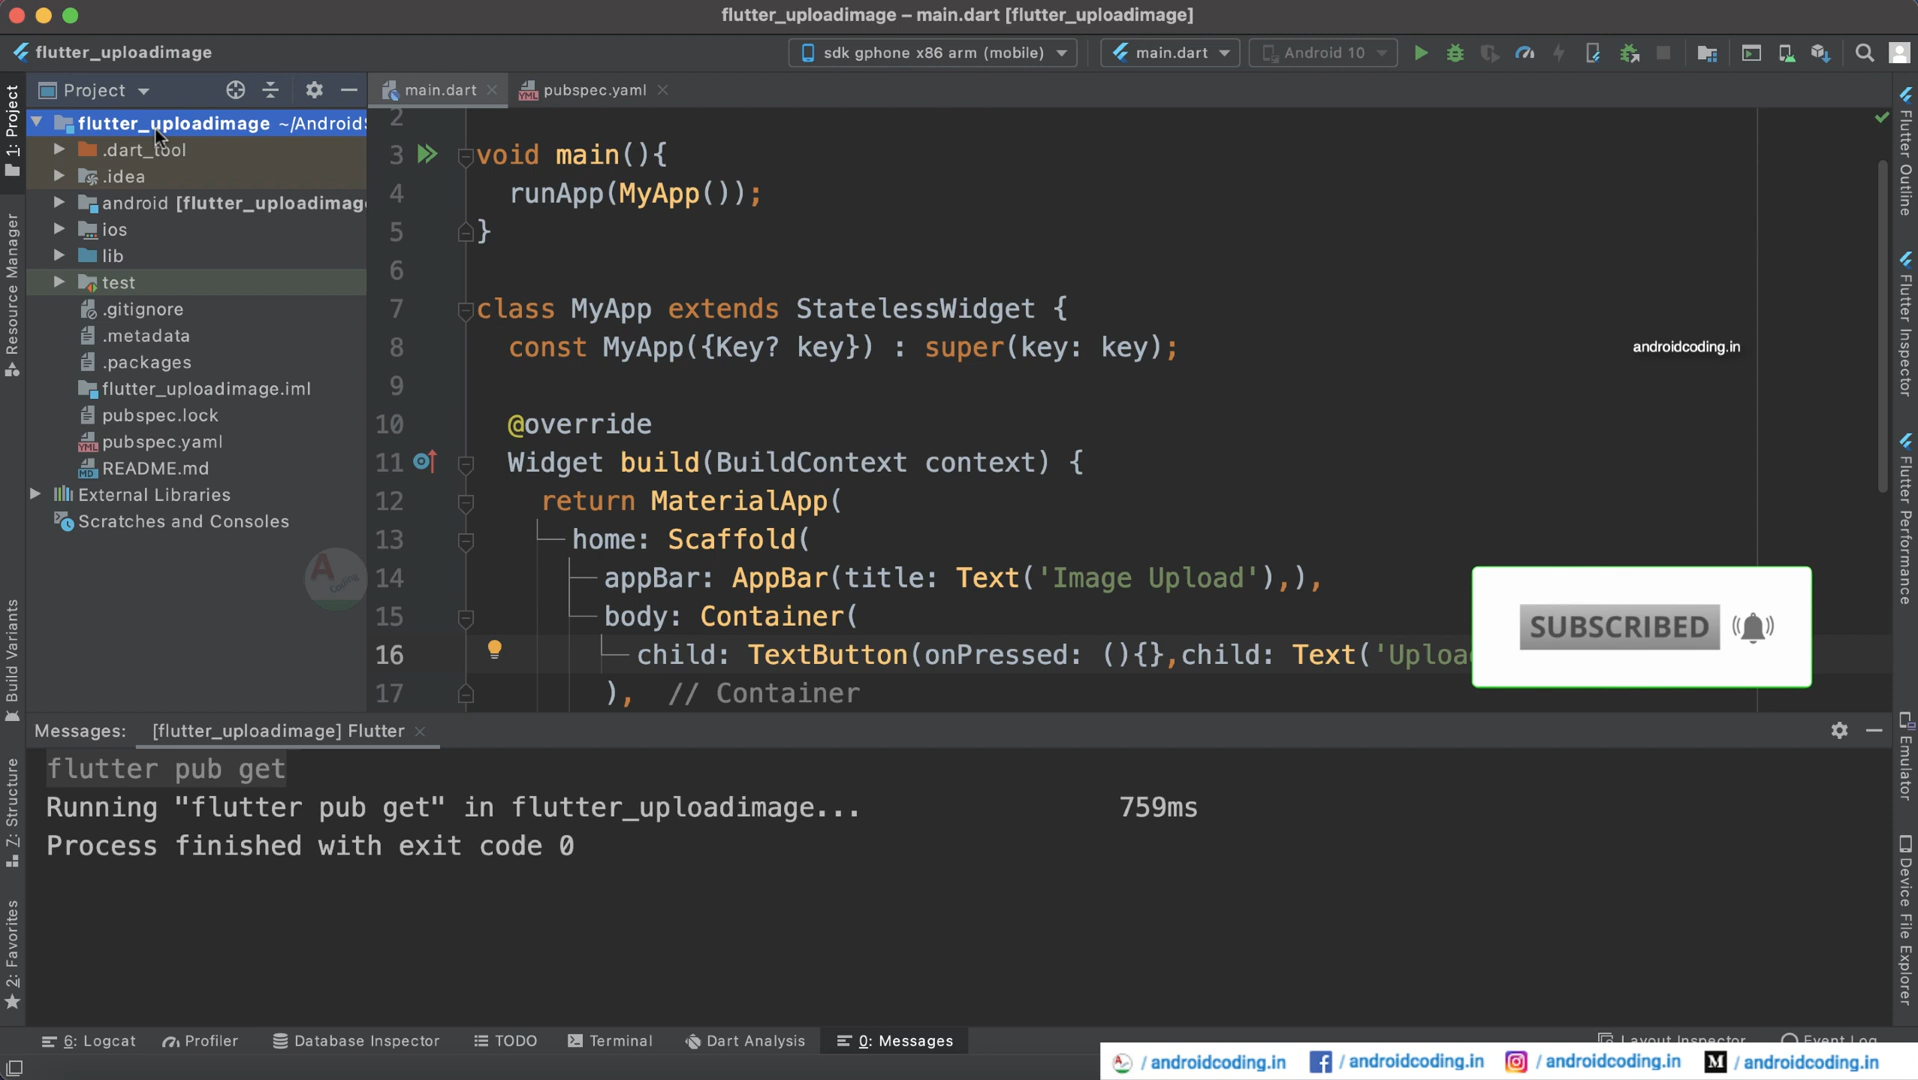 flutter_uploadimage – main.dart [flutter_uploadimage]
flutter_uploadimage
sdk gphone x86 arm (mobile)
main.dart
Android 10
1: Project
Resource Manager
Build Variants
Z: Structure
2: Favorites
Project
flutter_uploadimage ~/Android
.dart_tool
.idea
android [flutter_uploadimag
ios
lib
test
.gitignore
.metadata
.packages
flutter_uploadimage.iml
pubspec.lock
pubspec.yaml
README.md
External Libraries
Scratches and Consoles
A Coding
main.dart
pubspec.yaml
2
3 void main(){
4 runApp(MyApp());
5 }
6
7 class MyApp extends StatelessWidget {
8 const MyApp({Key? key}) : super(key: key);
9
10 @override
11 Widget build(BuildContext context) {
12 return MaterialApp(
13 home: Scaffold(
14 appBar: AppBar(title: Text('Image Upload'),),
15 body: Container(
16 child: TextButton(onPressed: (){},child: Text('Uploa
17 ), // Container
androidcoding.in
SUBSCRIBED
Flutter Outline
Flutter Inspector
Flutter Performance
Emulator
Device File Explorer
Messages: [flutter_uploadimage] Flutter
flutter pub get
Running "flutter pub get" in flutter_uploadimage... 759ms
Process finished with exit code 0
6: Logcat
Profiler
Database Inspector
TODO
Terminal
Dart Analysis
0: Messages
Layout Inspector
Event Log
/ androidcoding.in
/ androidcoding.in
/ androidcoding.in
/ androidcoding.in